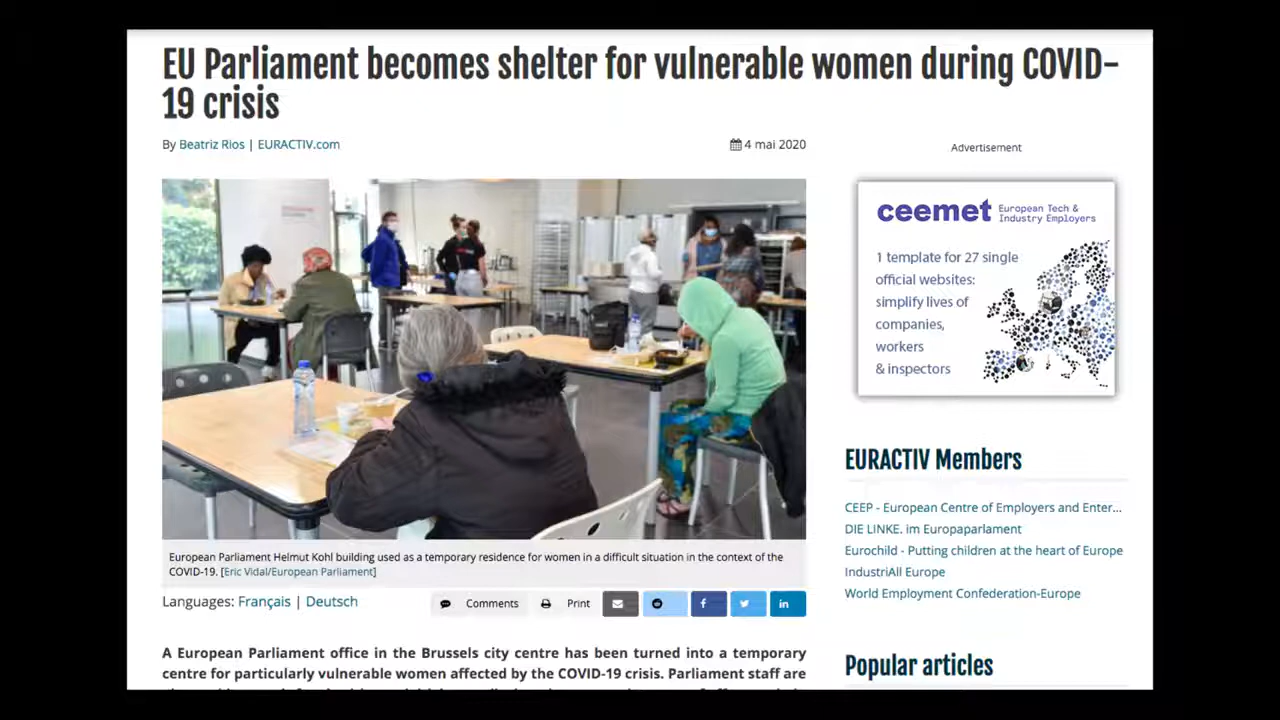 EU Parliament becomes shelter for vulnerable women during COVID-
19 crisis
By Beatriz Rios | EURACTIV.com
4 mai 2020
European Parliament Helmut Kohl building used as a temporary residence for women in a difficult situation in the context of the
COVID-19. [Eric Vidal/European Parliament]
Languages: Français | Deutsch
Comments
Print
A European Parliament office in the Brussels city centre has been turned into a temporary
centre for particularly vulnerable women affected by the COVID-19 crisis. Parliament staff are
Advertisement
ceemet European Tech &
Industry Employers
1 template for 27 single
official websites:
simplify lives of
companies,
workers
& inspectors
EURACTIV Members
CEEP - European Centre of Employers and Enter...
DIE LINKE. im Europaparlament
Eurochild - Putting children at the heart of Europe
IndustriAll Europe
World Employment Confederation-Europe
Popular articles